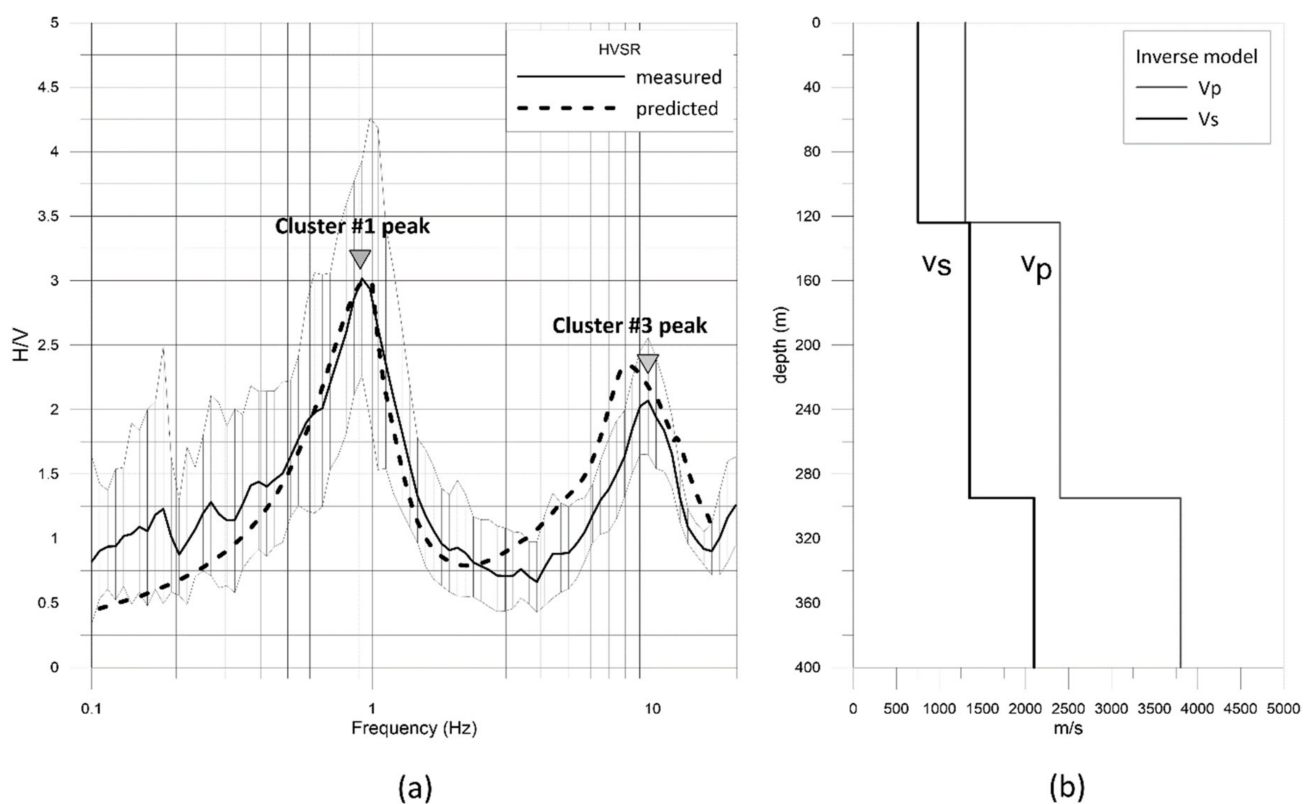 5
4.5
4
3.5
3
2.5
2
1.5
1
0.5
0
H/V
0.1
1
10
Frequency (Hz)
HVSR
measured
predicted
Cluster #1 peak
Cluster #3 peak
(a)
0
40
80
120
160
200
240
280
320
360
400
depth (m)
0
500
1000
1500
2000
2500
3000
3500
4000
4500
5000
m/s
Inverse model
Vp
Vs
Vs
Vp
(b)